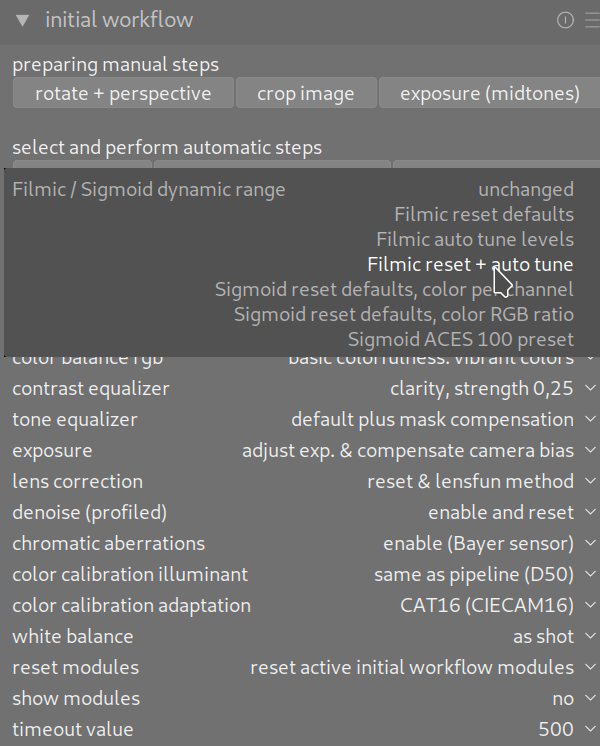 initial workflow
preparing manual steps
rotate + perspective crop image exposure (midtones)
select and perform automatic steps
Filmic / Sigmoid dynamic range unchanged
Filmic reset defaults
Filmic auto tune levels
Filmic reset + auto tune
Sigmoid reset defaults, color per channel
Sigmoid reset defaults, color RGB ratio
Sigmoid ACES 100 preset
color balance rgb basic colorfulness: vibrant colors
contrast equalizer clarity, strength 0,25
tone equalizer default plus mask compensation
exposure adjust exp. & compensate camera bias
lens correction reset & lensfun method
denoise (profiled) enable and reset
chromatic aberrations enable (Bayer sensor)
color calibration illuminant same as pipeline (D50)
color calibration adaptation CAT16 (CIECAM16)
white balance as shot
reset modules reset active initial workflow modules
show modules no
timeout value 500